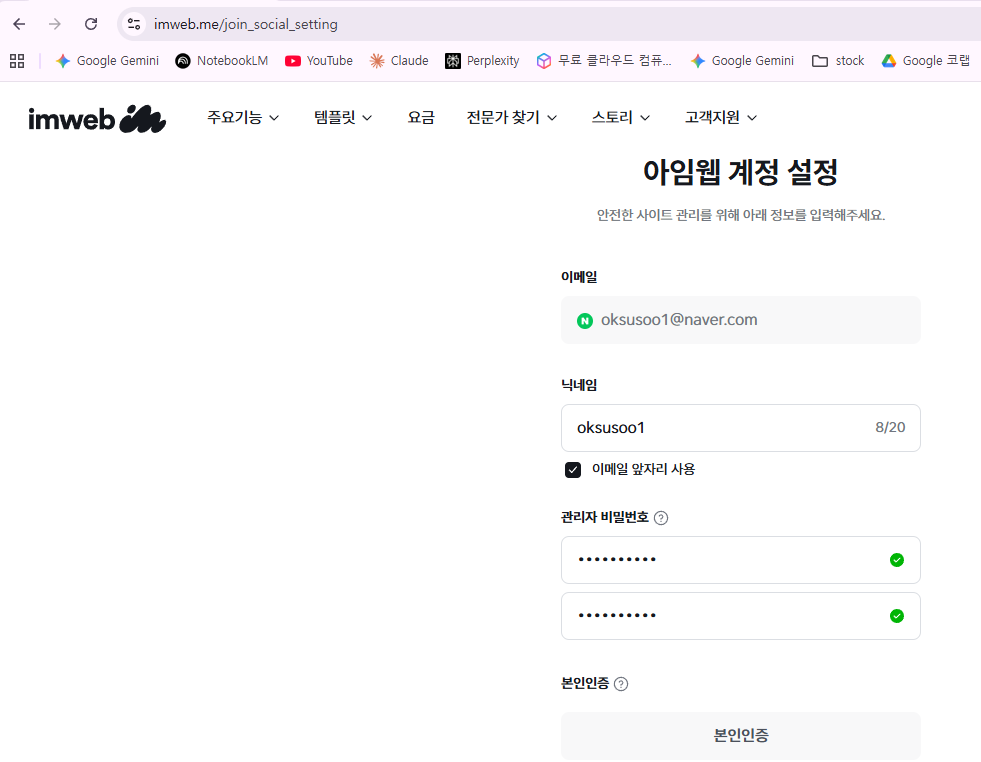 imweb.me/join_social_setting
Google Gemini NotebookLM YouTube Claude Perplexity 무료 클라우드 컴퓨... Google Gemini stock Google 코랩
imweb 주요기능 템플릿 요금 전문가 찾기 스토리 고객지원
아임웹 계정 설정
안전한 사이트 관리를 위해 아래 정보를 입력해주세요.
이메일
N oksusoo1@naver.com
닉네임
oksusoo1 8/20
이메일 앞자리 사용
관리자 비밀번호 ?
••••••••••
••••••••••
본인인증 ?
본인인증